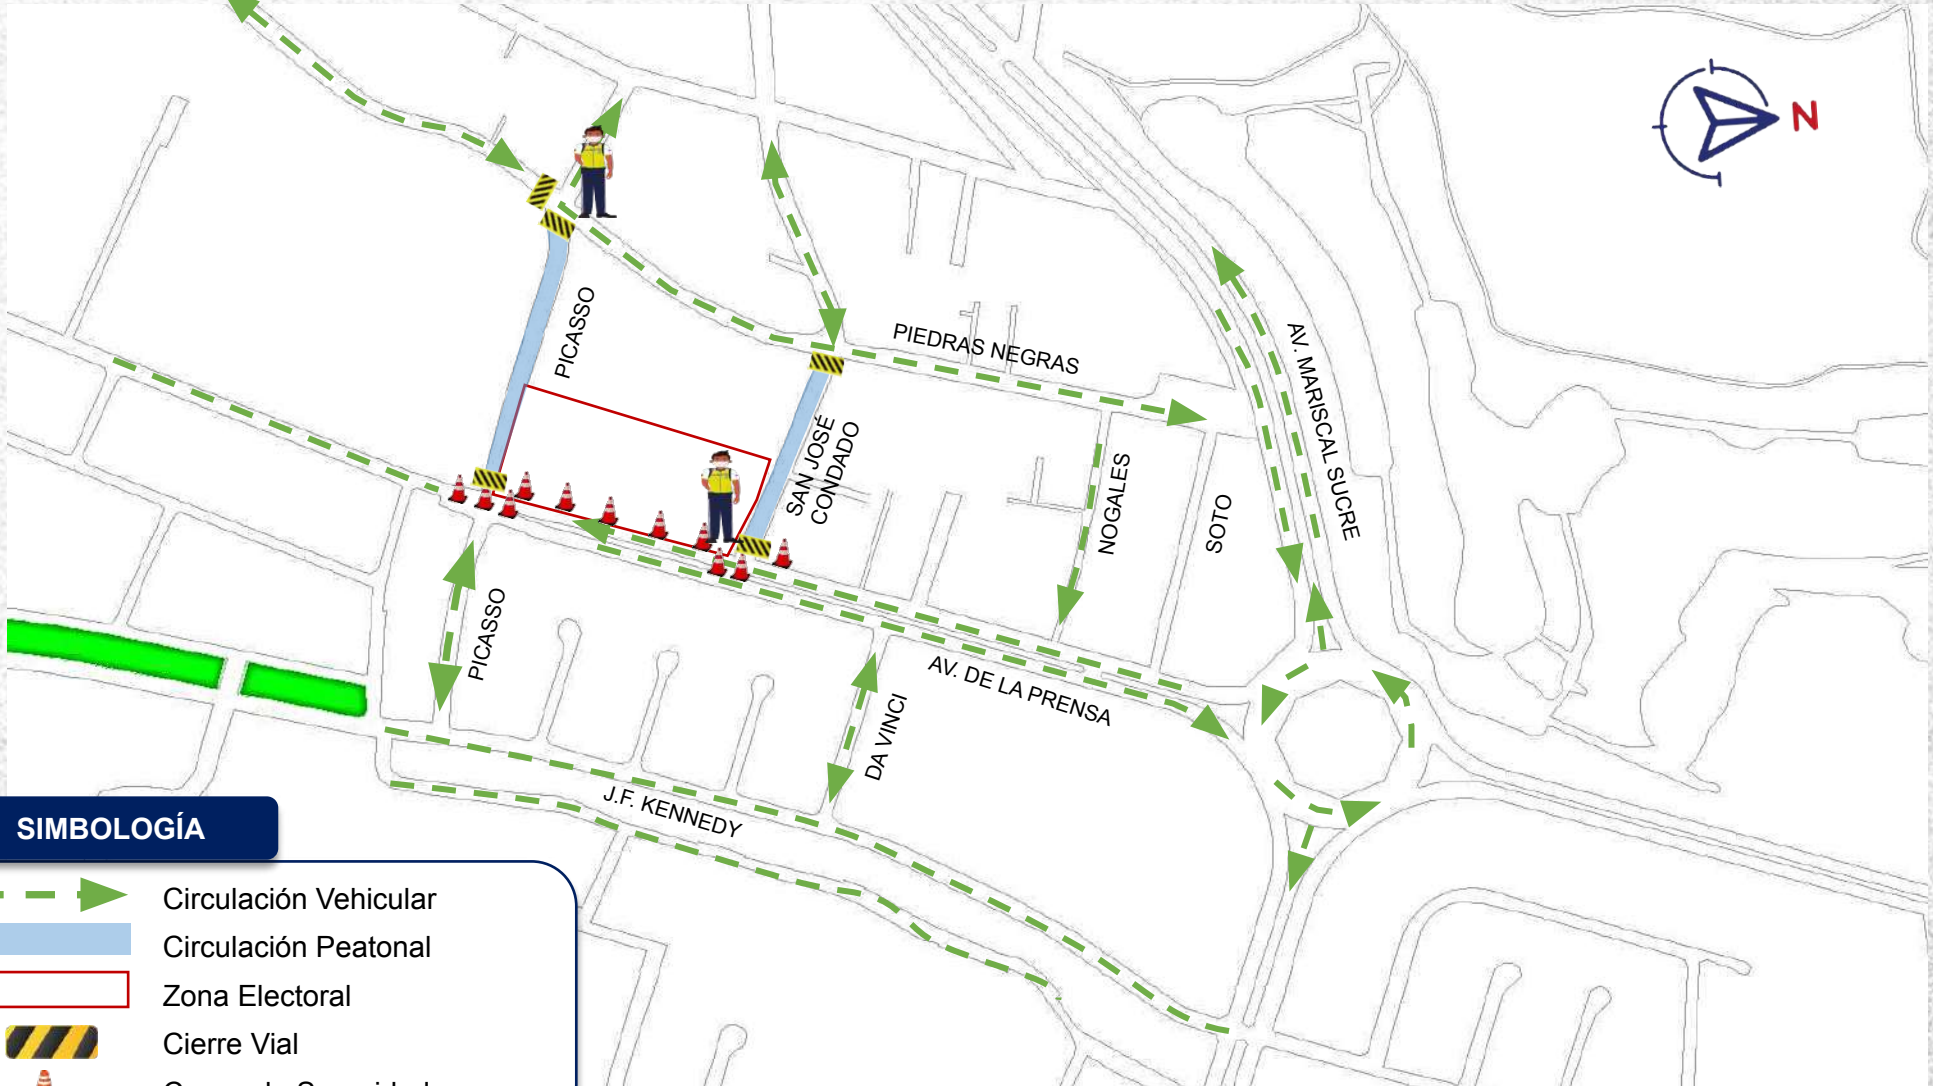 N
PICASSO
PIEDRAS NEGRAS
AV. MARISCAL SUCRE
SAN JOSÉ
CONDADO
NOGALES
SOTO
PICASSO
AV. DE LA PRENSA
DA VINCI
J.F. KENNEDY
SIMBOLOGÍA
Circulación Vehicular
Circulación Peatonal
Zona Electoral
Cierre Vial